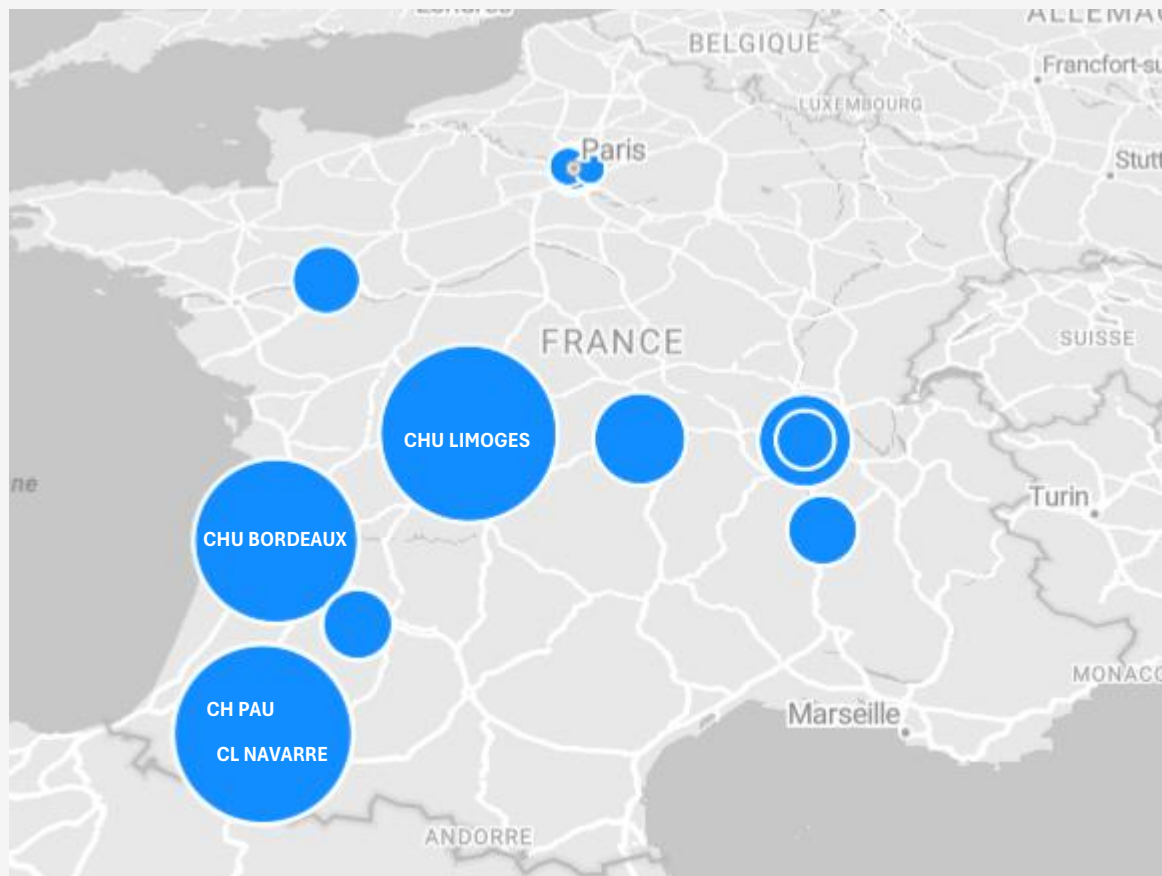 ALLEMAG
BELGIQUE
Francfort-su
LUXEMBOURG
Paris
Stutt
FRANCE
SUISSE
CHU LIMOGES
ne
Turin
CHU BORDEAUX
MONACO
CH PAU
Marseille
CL NAVARRE
ANDORRE